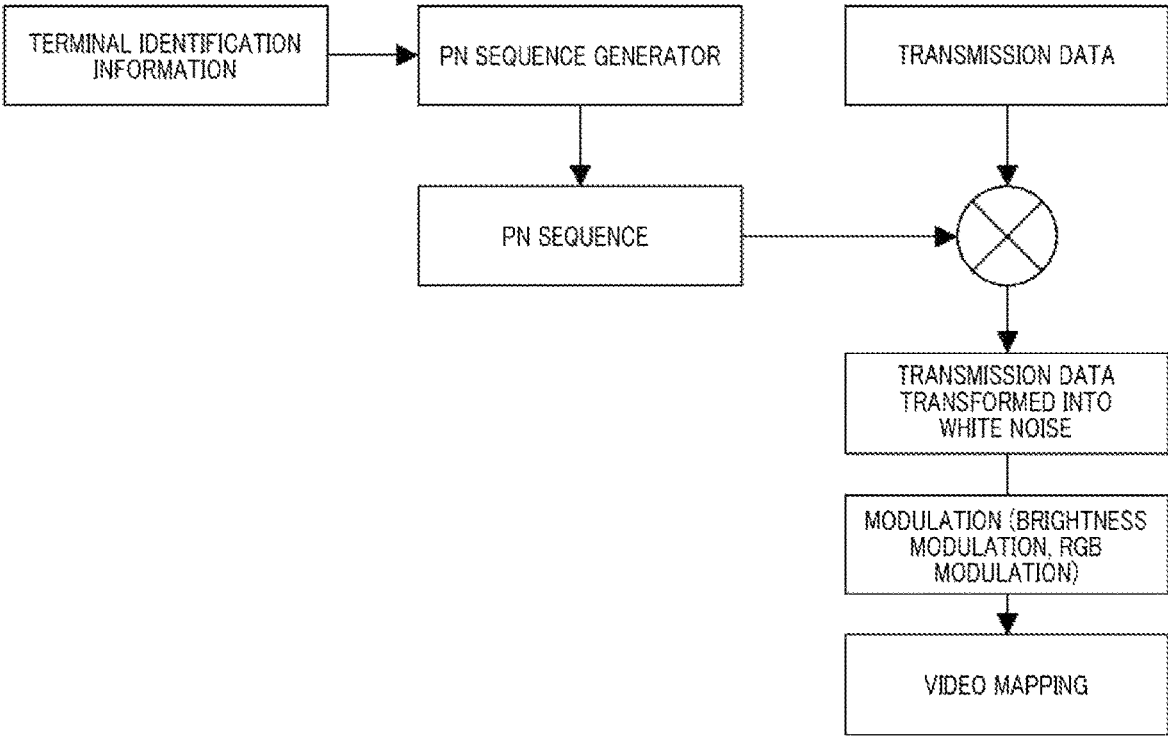 TERMINAL IDENTIFICATION
INFORMATION
PN SEQUENCE GENERATOR
TRANSMISSION DATA
PN SEQUENCE
TRANSMISSION DATA
TRANSFORMED INTO
WHITE NOISE
MODULATION (BRIGHTNESS
MODULATION, RGB
MODULATION)
VIDEO MAPPING